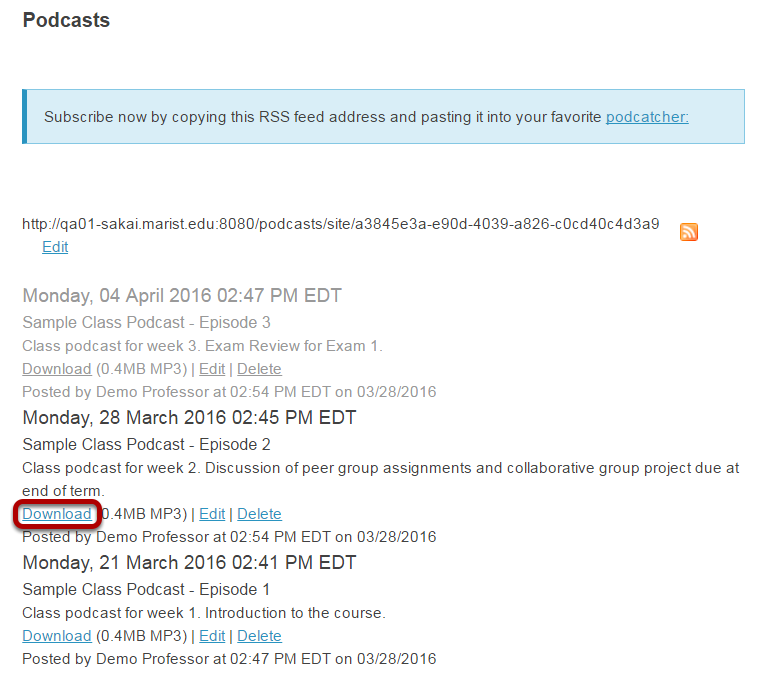 Podcasts
Subscribe now by copying this RSS feed address and pasting it into your favorite podcatcher:
http://qa01-sakai.marist.edu:8080/podcasts/site/a3845e3a-e90d-4039-a826-c0cd40c4d3a9
Edit
Monday, 04 April 2016 02:47 PM EDT
Sample Class Podcast - Episode 3
Class podcast for week 3. Exam Review for Exam 1.
Download (0.4MB MP3) | Edit | Delete
Posted by Demo Professor at 02:54 PM EDT on 03/28/2016
Monday, 28 March 2016 02:45 PM EDT
Sample Class Podcast - Episode 2
Class podcast for week 2. Discussion of peer group assignments and collaborative group project due at
end of term.
Download (0.4MB MP3) | Edit | Delete
Posted by Demo Professor at 02:54 PM EDT on 03/28/2016
Monday, 21 March 2016 02:41 PM EDT
Sample Class Podcast - Episode 1
Class podcast for week 1. Introduction to the course.
Download (0.4MB MP3) | Edit | Delete
Posted by Demo Professor at 02:47 PM EDT on 03/28/2016